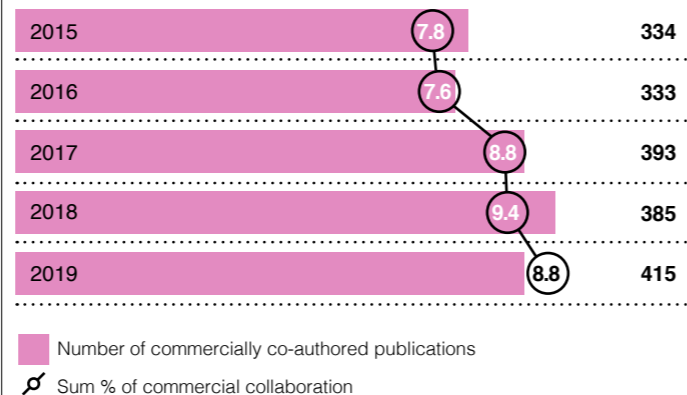 2015 7.8 334
2016 7.6 333
2017 8.8 393
2018 9.4 385
2019 8.8 415
Number of commercially co-authored publications
Sum % of commercial collaboration